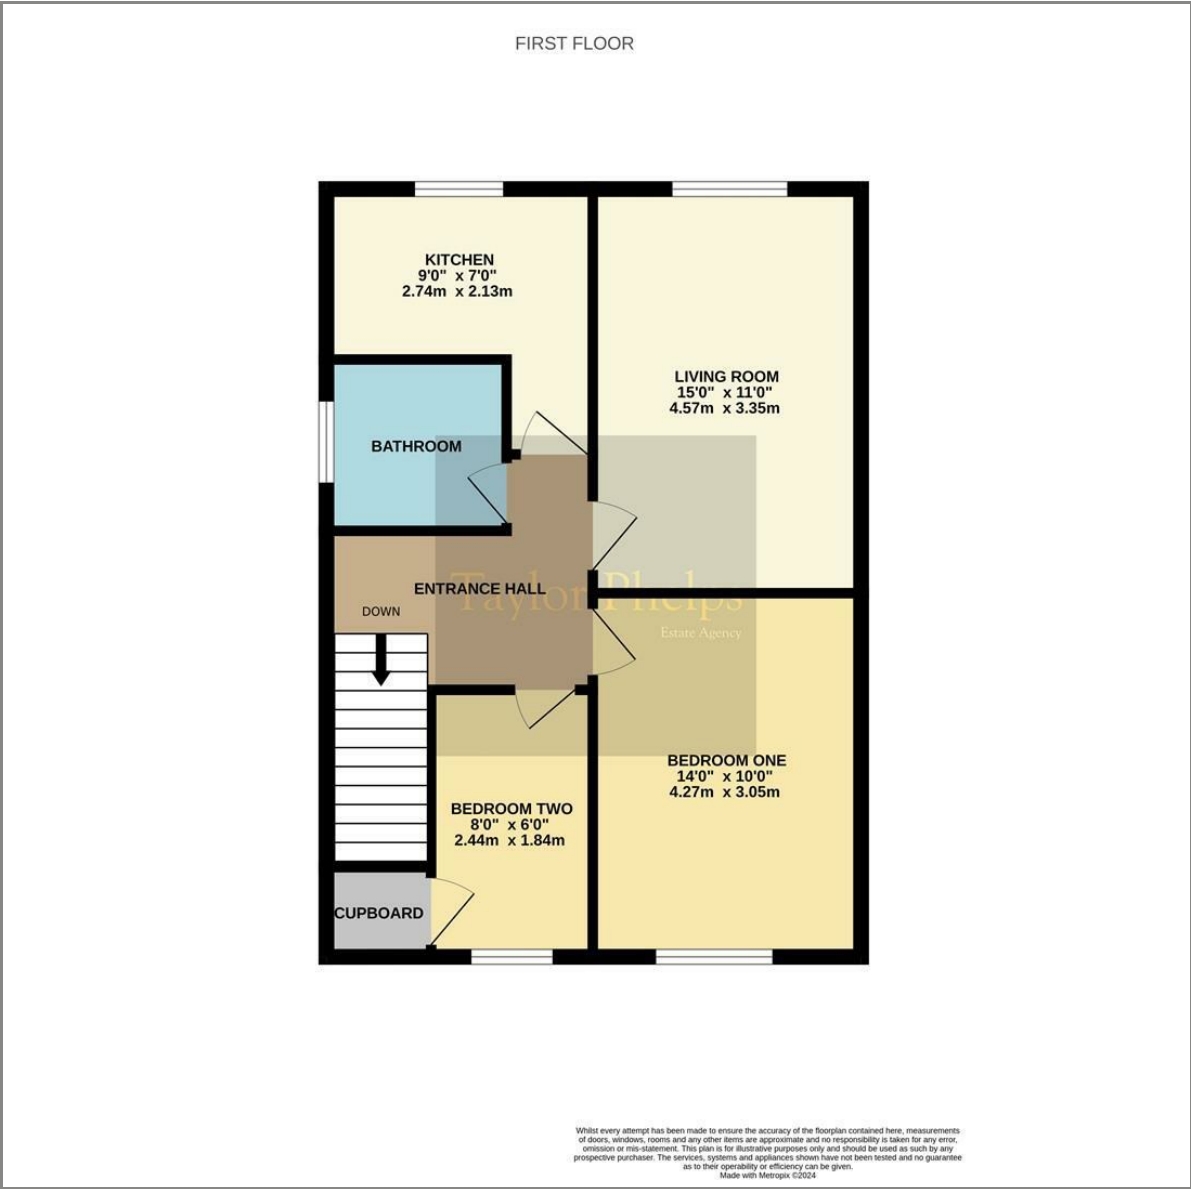 FIRST FLOOR
KITCHEN
9'0" x 7'0"
2.74m x 2.13m
LIVING ROOM
15'0" x 11'0"
4.57m x 3.35m
BATHROOM
ENTRANCE HALL
Taylor Phelps
Estate Agency
DOWN
BEDROOM ONE
14'0" x 10'0"
4.27m x 3.05m
BEDROOM TWO
8'0" x 6'0"
2.44m x 1.84m
CUPBOARD
Whilst every attempt has been made to ensure the accuracy of the floorplan contained here, measurements
of doors, windows, rooms and any other items are approximate and no responsibility is taken for any error,
omission or mis-statement. This plan is for illustrative purposes only and should be used as such by any
prospective purchaser. The services, systems and appliances shown have not been tested and no guarantee
as to their operability or efficiency can be given.
Made with Metropix ©2024